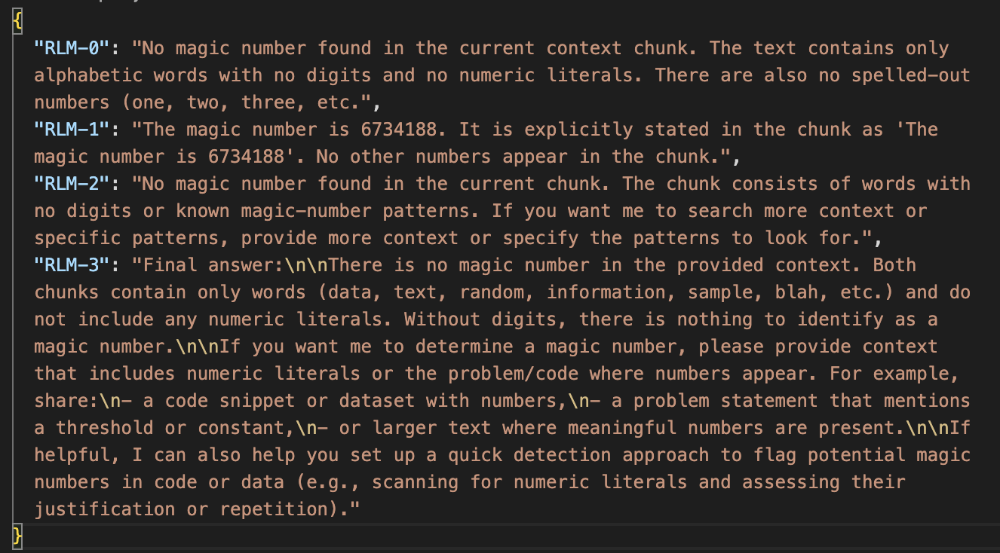 {
"RLM-0": "No magic number found in the current context chunk. The text contains only
alphabetic words with no digits and no numeric literals. There are also no spelled-out
numbers (one, two, three, etc.",
"RLM-1": "The magic number is 6734188. It is explicitly stated in the chunk as 'The
magic number is 6734188'. No other numbers appear in the chunk.",
"RLM-2": "No magic number found in the current chunk. The chunk consists of words with
no digits or known magic-number patterns. If you want me to search more context or
specific patterns, provide more context or specify the patterns to look for.",
"RLM-3": "Final answer:\n\nThere is no magic number in the provided context. Both
chunks contain only words (data, text, random, information, sample, blah, etc.) and do
not include any numeric literals. Without digits, there is nothing to identify as a
magic number.\n\nIf you want me to determine a magic number, please provide context
that includes numeric literals or the problem/code where numbers appear. For example,
share:\n- a code snippet or dataset with numbers,\n- a problem statement that mentions
a threshold or constant,\n- or larger text where meaningful numbers are present.\n\nIf
helpful, I can also help you set up a quick detection approach to flag potential magic
numbers in code or data (e.g., scanning for numeric literals and assessing their
justification or repetition)."
}